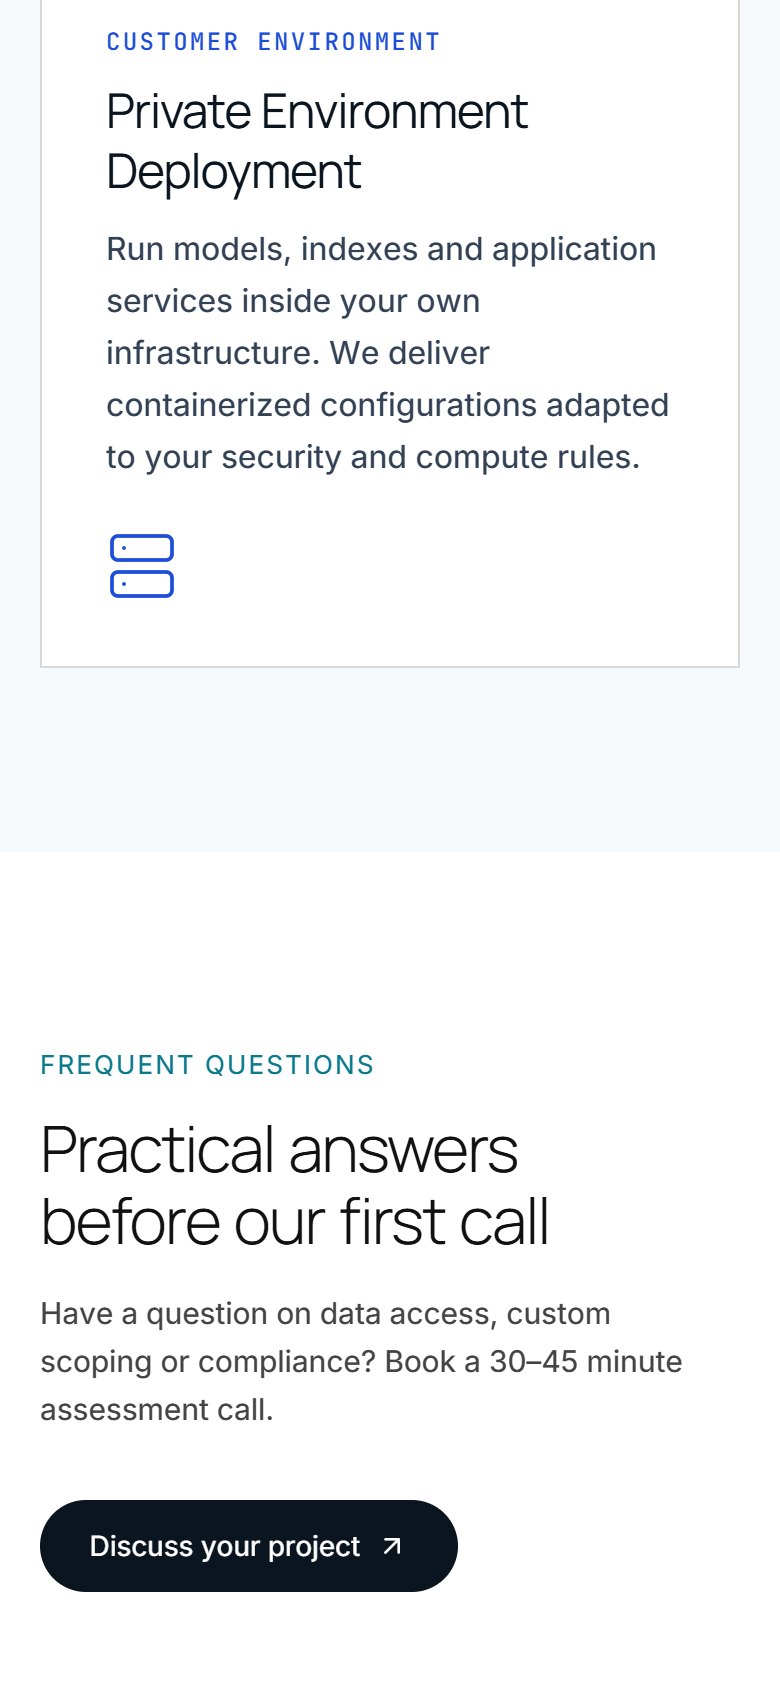 CUSTOMER ENVIRONMENT
Private Environment
Deployment
Run models, indexes and application
services inside your own
infrastructure. We deliver
containerized configurations adapted
to your security and compute rules.
FREQUENT QUESTIONS
Practical answers
before our first call
Have a question on data access, custom
scoping or compliance? Book a 30–45 minute
assessment call.
Discuss your project